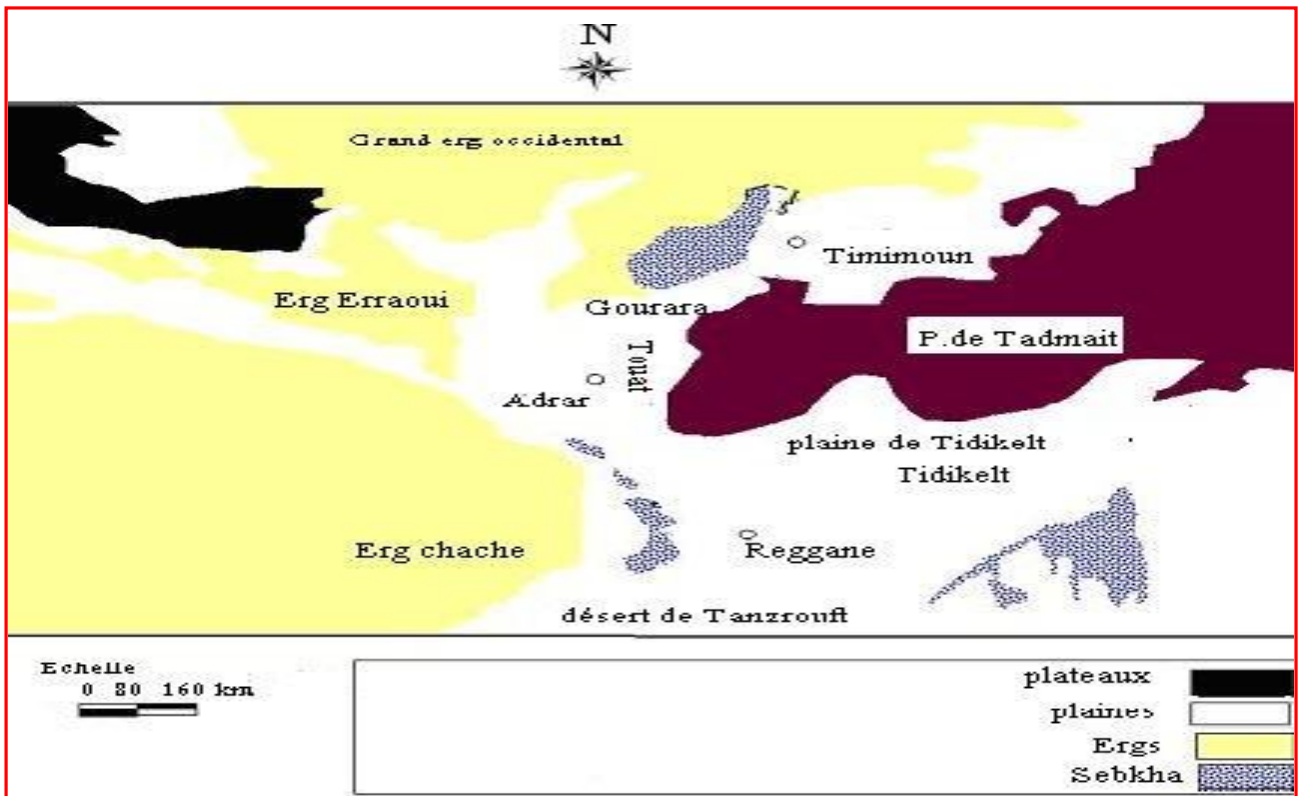 N
Grand erg occidental
Timimoun
Erg Erraoui
Gourara
P.de Tadmait
Touat
Adrar
plaine de Tidikelt
Tidikelt
Erg chache
Reggane
désert de Tanzrouft
Echelle
0 80 160 km
plateaux
plaines
Ergs
Sebkha